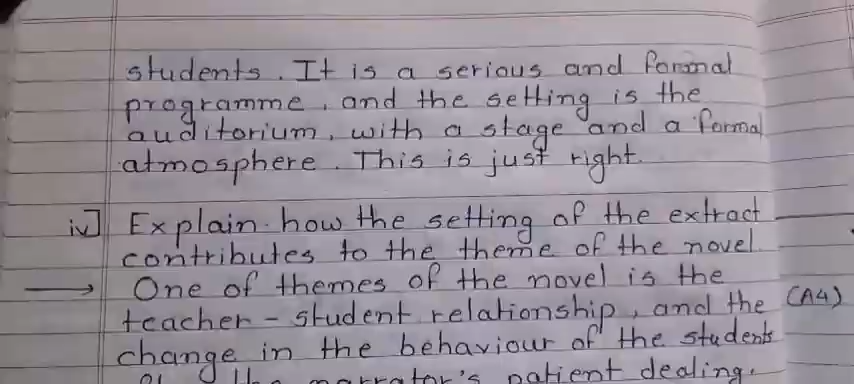 students. It is a serious and formal
programme, and the setting is the
auditorium, with a stage and a formal
atmosphere. This is just right.
iv] Explain how the setting of the extract
contributes to the theme of the novel.
→ One of themes of the novel is the
teacher - student relationship, and the (A4)
change in the behaviour of the students
narrator's patient dealing.